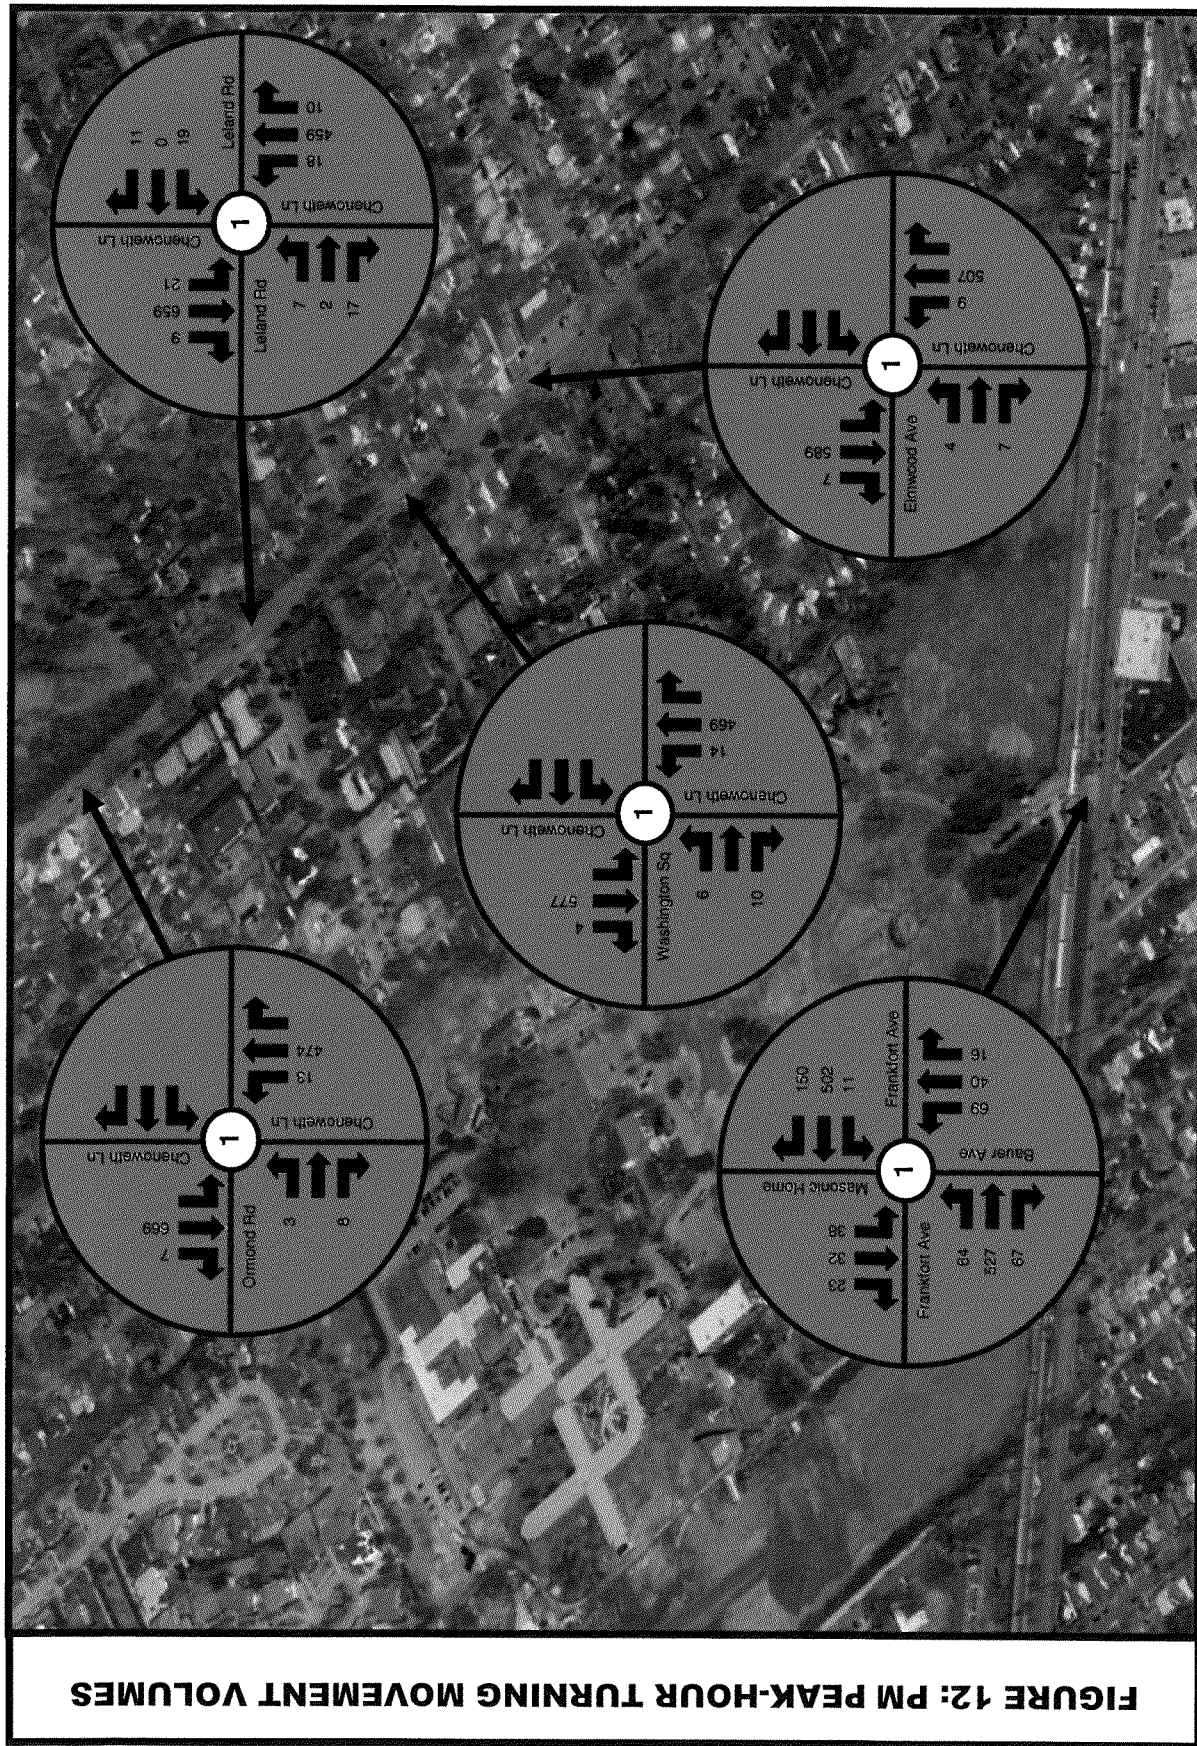 FIGURE 12: PM PEAK-HOUR TURNING MOVEMENT VOLUMES
7
669
Chenoweth Ln
Ormond Rd
1
3
8
Chenoweth Ln
13
474
9
659
21
Chenoweth Ln
11
0
19
Leland Rd
1
Leland Rd
7
2
17
Chenoweth Ln
18
459
10
4
577
Chenoweth Ln
Washington Sq
1
6
10
Chenoweth Ln
14
469
23
32
38
Masonic Home
150
502
11
Frankfort Ave
1
Frankfort Ave
64
527
67
Bauer Ave
69
40
16
7
589
Chenoweth Ln
Elmwood Ave
1
4
7
Chenoweth Ln
9
507